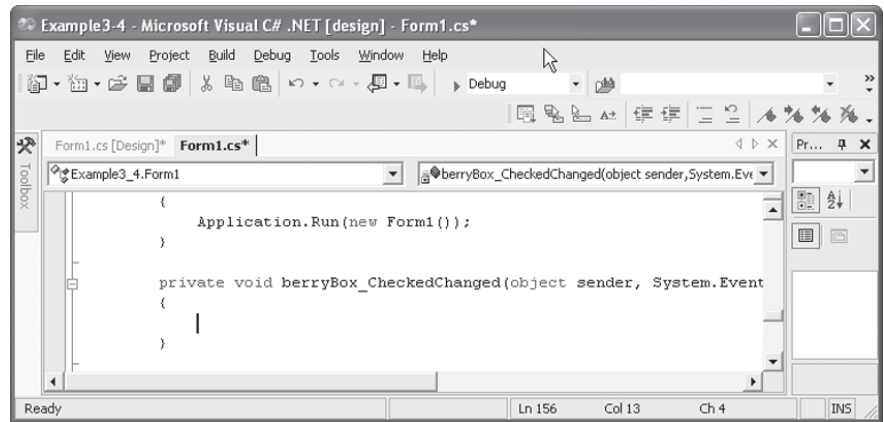 Example3-4 - Microsoft Visual C# .NET [design] - Form1.cs*
File Edit View Project Build Debug Tools Window Help
Debug
Form1.cs [Design]* Form1.cs*
Pr...
Toolbox
Example3_4.Form1
berryBox_CheckedChanged(object sender,System.Eve
{
Application.Run(new Form1());
}
private void berryBox_CheckedChanged(object sender, System.Event
{
}
Ready Ln 156 Col 13 Ch 4 INS